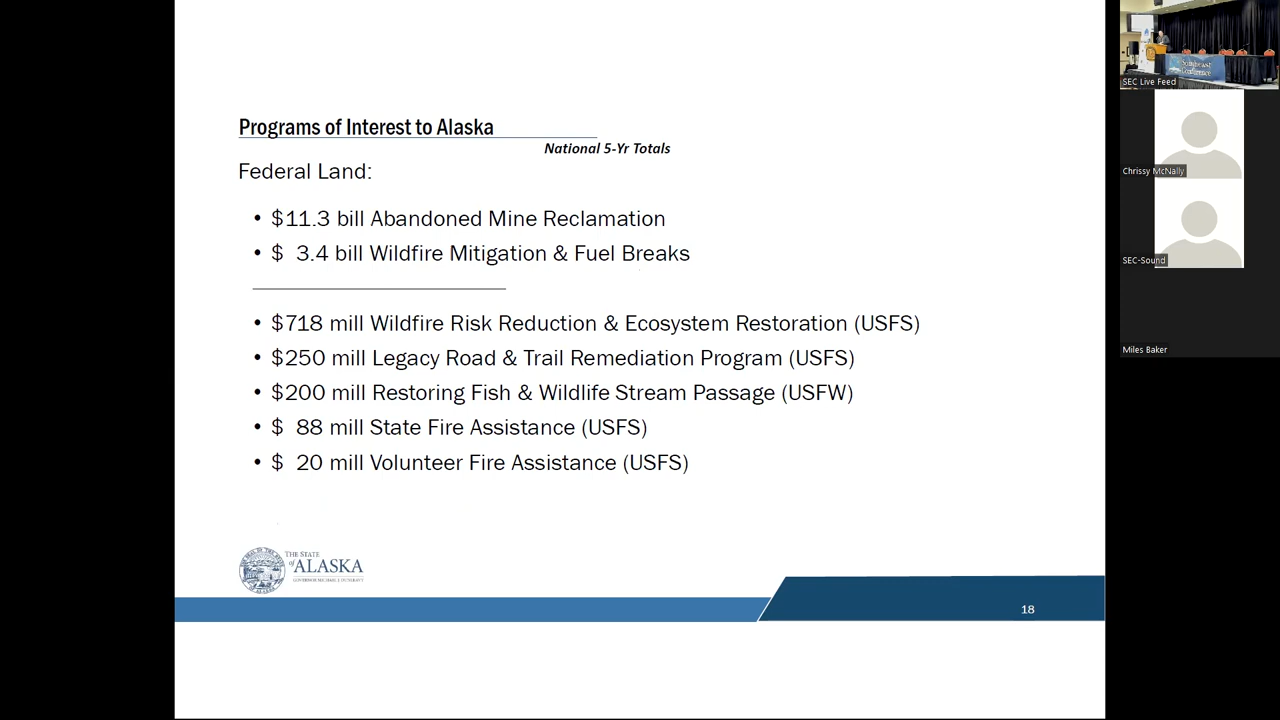 Programs of Interest to Alaska
National 5-Yr Totals
Federal Land:
• $11.3 bill Abandoned Mine Reclamation
• $ 3.4 bill Wildfire Mitigation & Fuel Breaks
• $718 mill Wildfire Risk Reduction & Ecosystem Restoration (USFS)
• $250 mill Legacy Road & Trail Remediation Program (USFS)
• $200 mill Restoring Fish & Wildlife Stream Passage (USFW)
• $ 88 mill State Fire Assistance (USFS)
• $ 20 mill Volunteer Fire Assistance (USFS)
THE STATE
of ALASKA
GOVERNOR MICHAEL J. DUNLEAVY
18
Southeast
Conference
SEC Live Feed
Chrissy McNally
SEC-Sound
Miles Baker